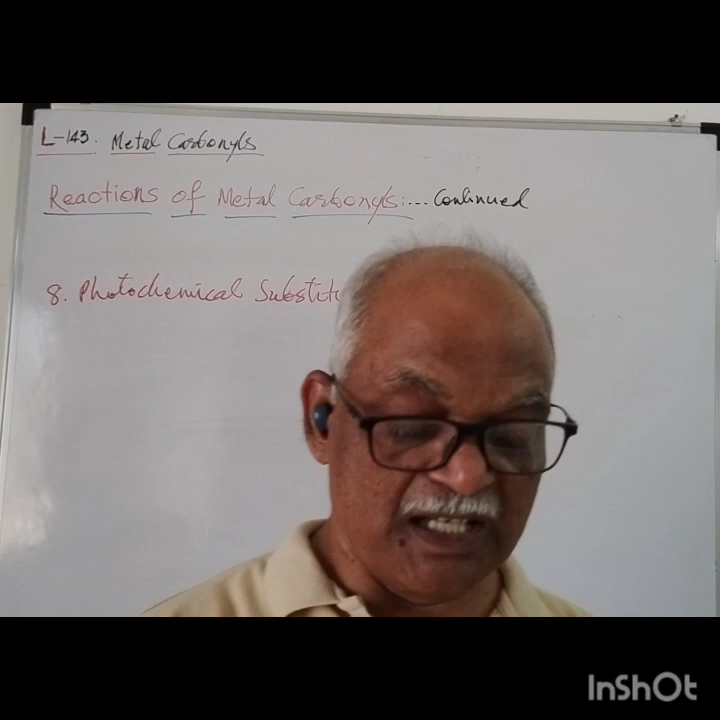 L-143. Metal Carbonyls
Reactions of Metal Carbonyls:... Continued
8. Photochemical Substitu
InShOt